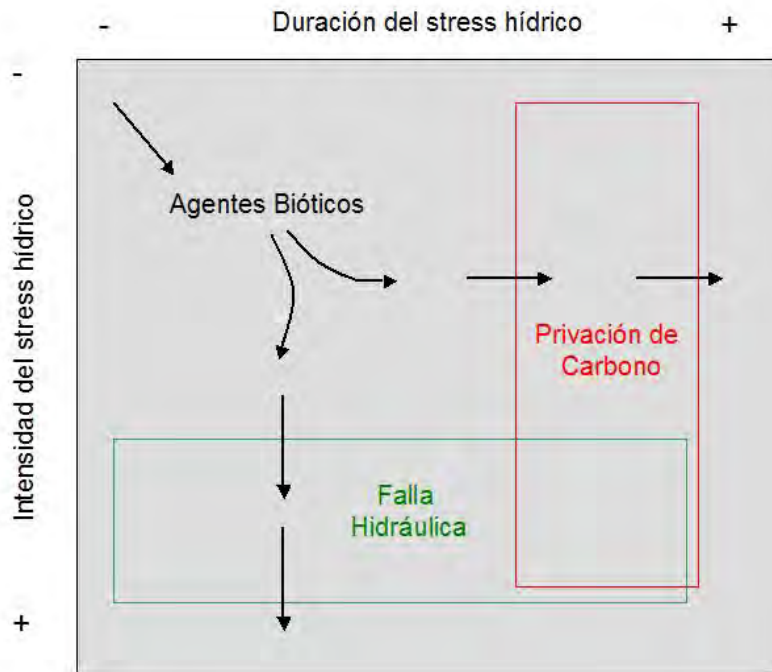 Duración del stress hídrico
- +
-
Intensidad del stress hídrico
+
Agentes Bióticos
Privación de
Carbono
Falla
Hidráulica